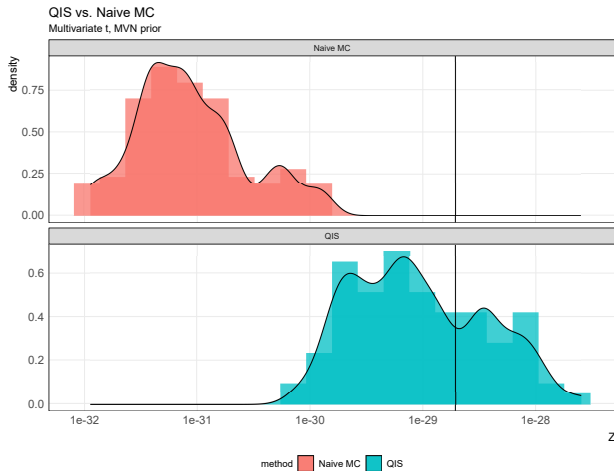 QIS vs. Naive MC
Multivariate t, MVN prior
Naive MC
density
0.75
0.50
0.25
0.00
QIS
0.6
0.4
0.2
0.0
1e-32 1e-31 1e-30 1e-29 1e-28
Z
method Naive MC QIS